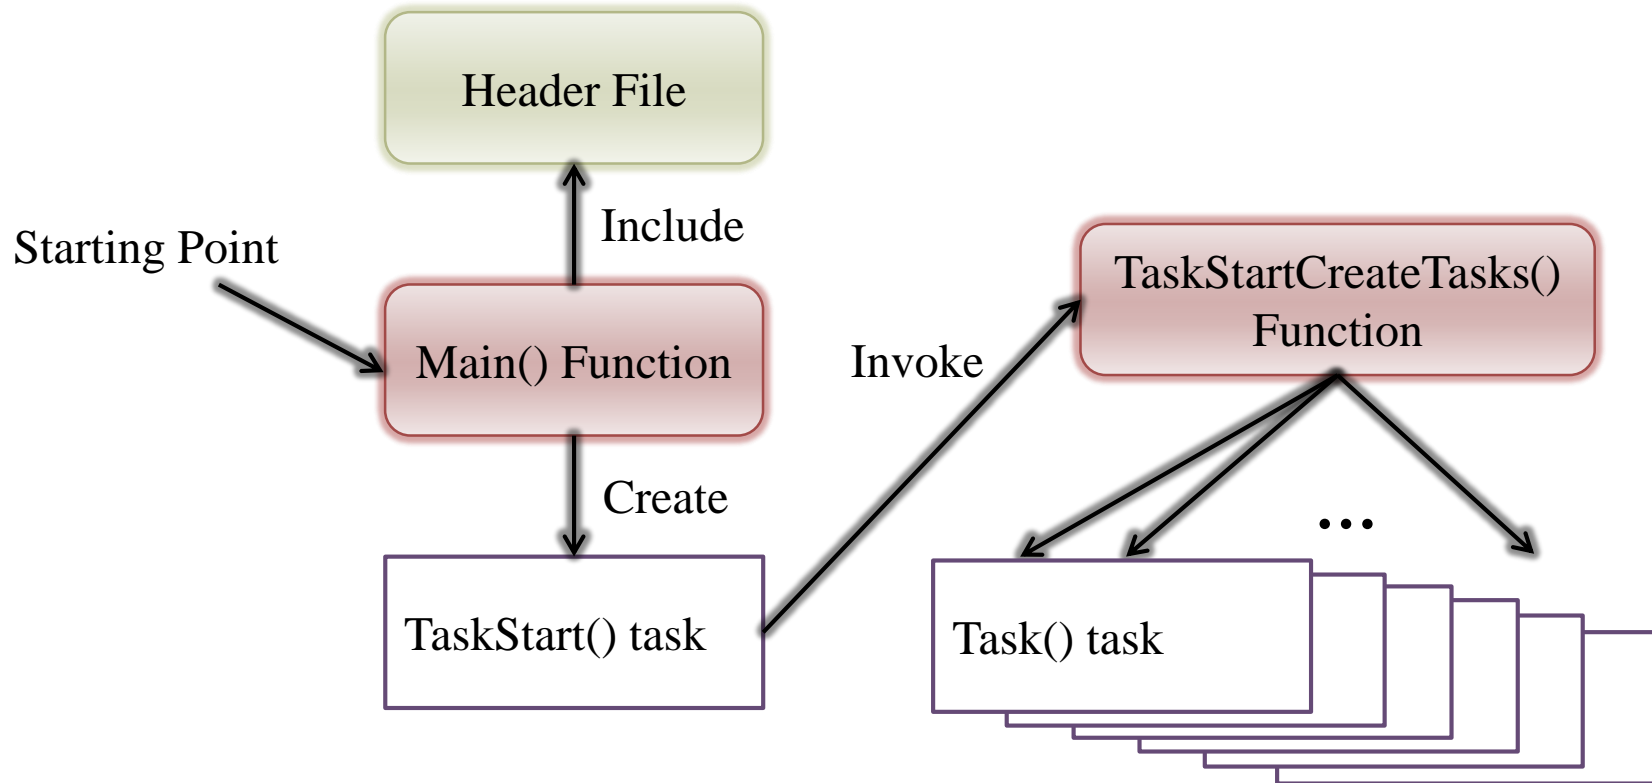 Header File
Include
Starting Point
Main() Function
Create
TaskStart() task
Invoke
TaskStartCreateTasks()
Function
...
Task() task